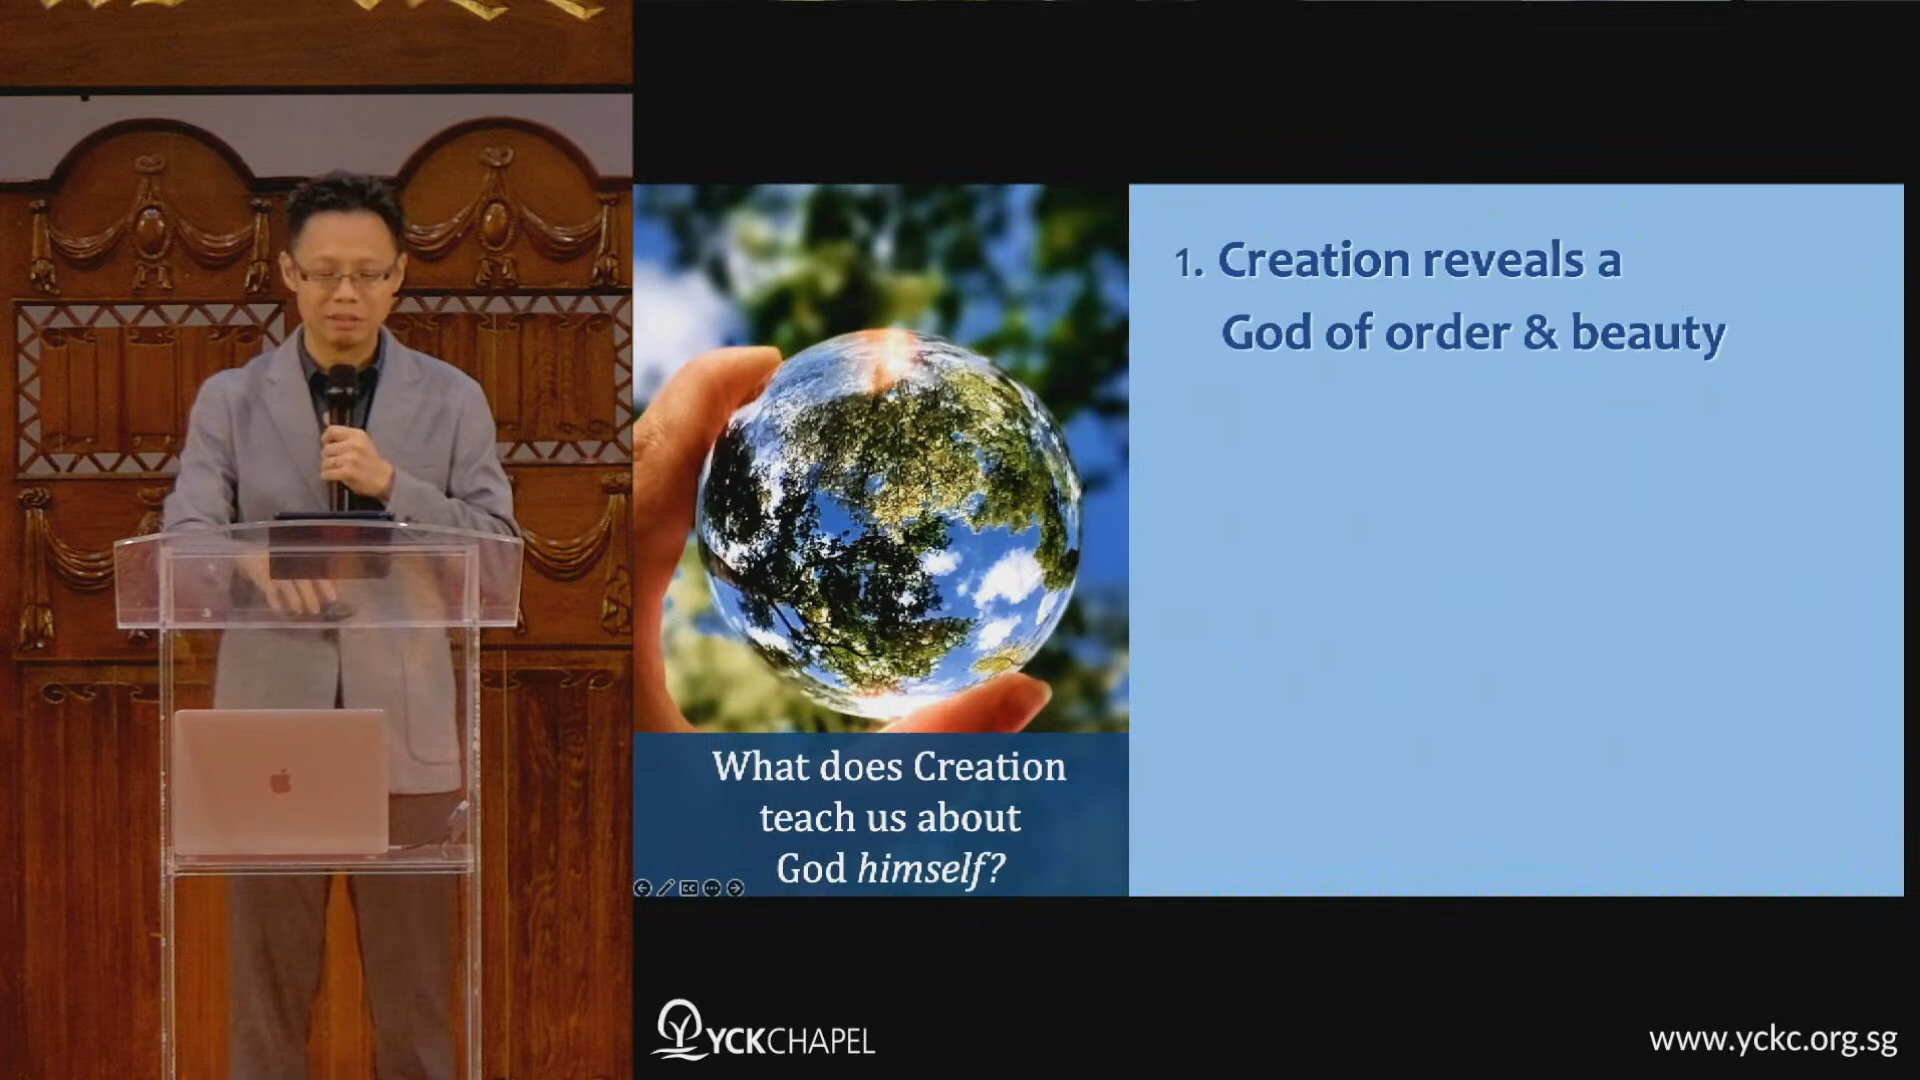 1. Creation reveals a
God of order & beauty
What does Creation
teach us about
God himself?
YCKCHAPEL
www.yckc.org.sg